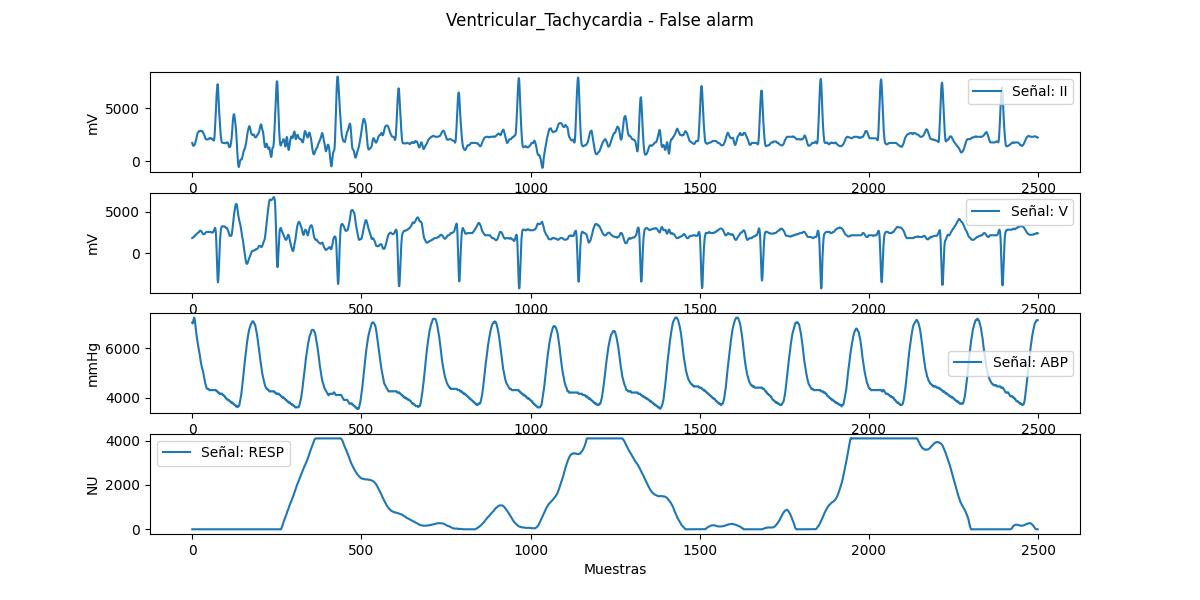 Ventricular_Tachycardia - False alarm
mV
5000
0
Señal: II
0 500 1000 1500 2000 2500
mV
5000
0
Señal: V
0 500 1000 1500 2000 2500
mmHg
6000
4000
Señal: ABP
0 500 1000 1500 2000 2500
NU
4000
2000
0
Señal: RESP
0 500 1000 1500 2000 2500
Muestras